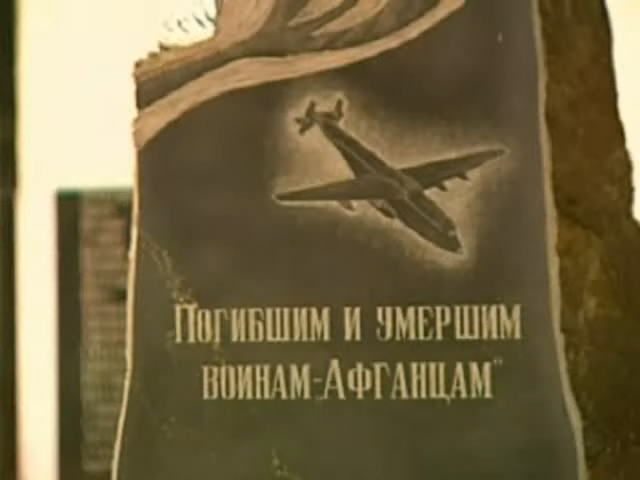 Погибшим и умершим
воинам-Афганцам"